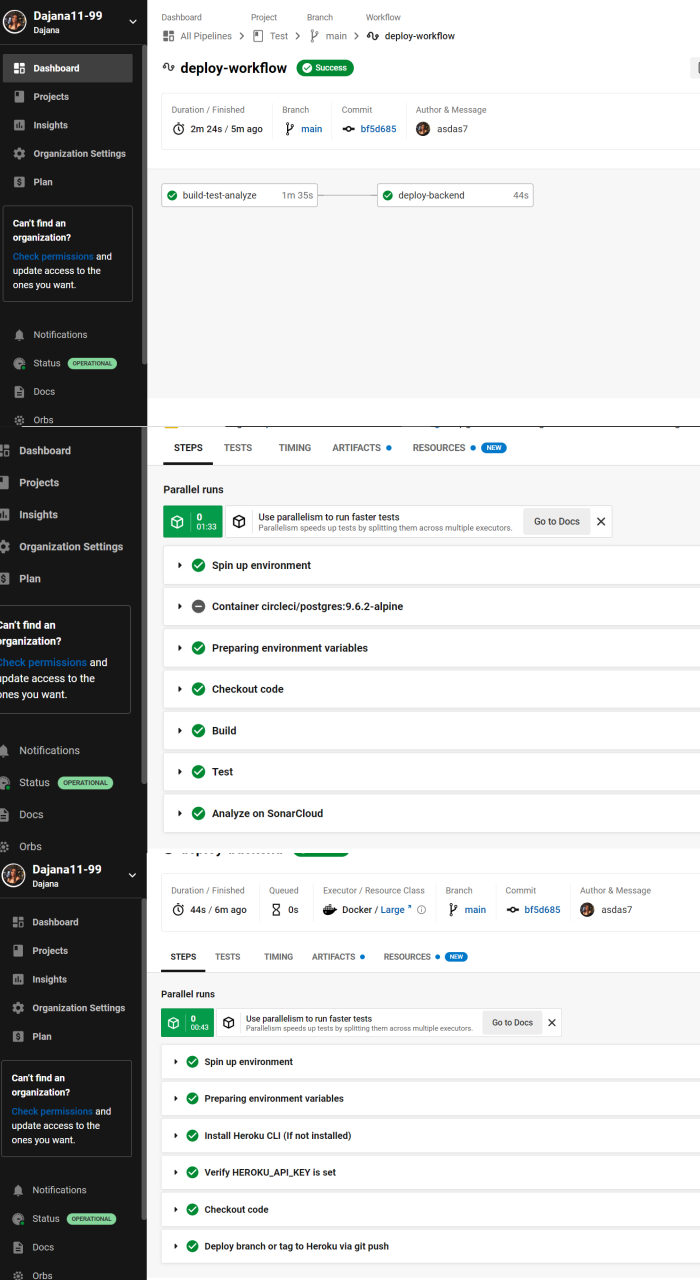 Dajana11-99
Dajana
Dashboard
Projects
Insights
Organization Settings
Plan
Can't find an
organization?
Check permissions and
update access to the
ones you want.
Notifications
Status OPERATIONAL
Docs
Orbs
Dashboard Project Branch Workflow
All Pipelines Test main deploy-workflow
deploy-workflow Success
Duration / Finished Branch Commit Author & Message
2m 24s / 5m ago main bf5d685 asdas7
build-test-analyze 1m 35s deploy-backend 44s
Dashboard
Projects
Insights
Organization Settings
Plan
Can't find an
organization?
Check permissions and
update access to the
ones you want.
Notifications
Status OPERATIONAL
Docs
Orbs
STEPS TESTS TIMING ARTIFACTS RESOURCES NEW
Parallel runs
0
01:33
Use parallelism to run faster tests
Parallelism speeds up tests by splitting them across multiple executors.
Go to Docs
Spin up environment
Container circleci/postgres:9.6.2-alpine
Preparing environment variables
Checkout code
Build
Test
Analyze on SonarCloud
Dajana11-99
Dajana
Dashboard
Projects
Insights
Organization Settings
Plan
Can't find an
organization?
Check permissions and
update access to the
ones you want.
Notifications
Status OPERATIONAL
Docs
Orbs
Duration / Finished Queued Executor / Resource Class Branch Commit Author & Message
44s / 6m ago 0s Docker / Large main bf5d685 asdas7
STEPS TESTS TIMING ARTIFACTS RESOURCES NEW
Parallel runs
0
00:43
Use parallelism to run faster tests
Parallelism speeds up tests by splitting them across multiple executors.
Go to Docs
Spin up environment
Preparing environment variables
Install Heroku CLI (If not installed)
Verify HEROKU_API_KEY is set
Checkout code
Deploy branch or tag to Heroku via git push